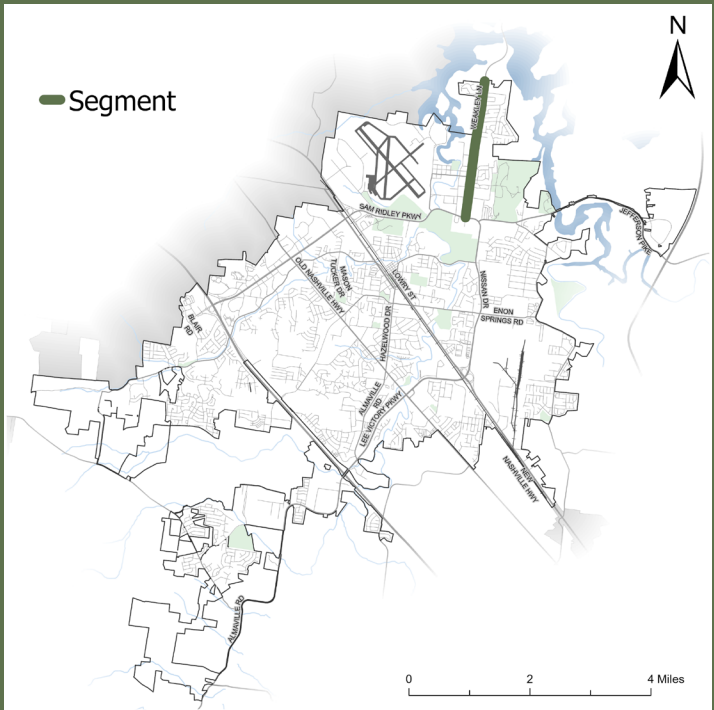 N
Segment
WEAKLEY LN
SAM RIDLEY PKWY
JEFFERSON PIKE
OLD NASHVILLE HWY
MASON
TUCKER DR
LOWRY ST
NISSAN DR
ENON
SPRINGS RD
BLAIR
RD
HAZELWOOD DR
ALMAVILLE
RD
LEE VICTORY PKWY
NEW
NASHVILLE HWY
ALMAVILLE RD
0 2 4 Miles